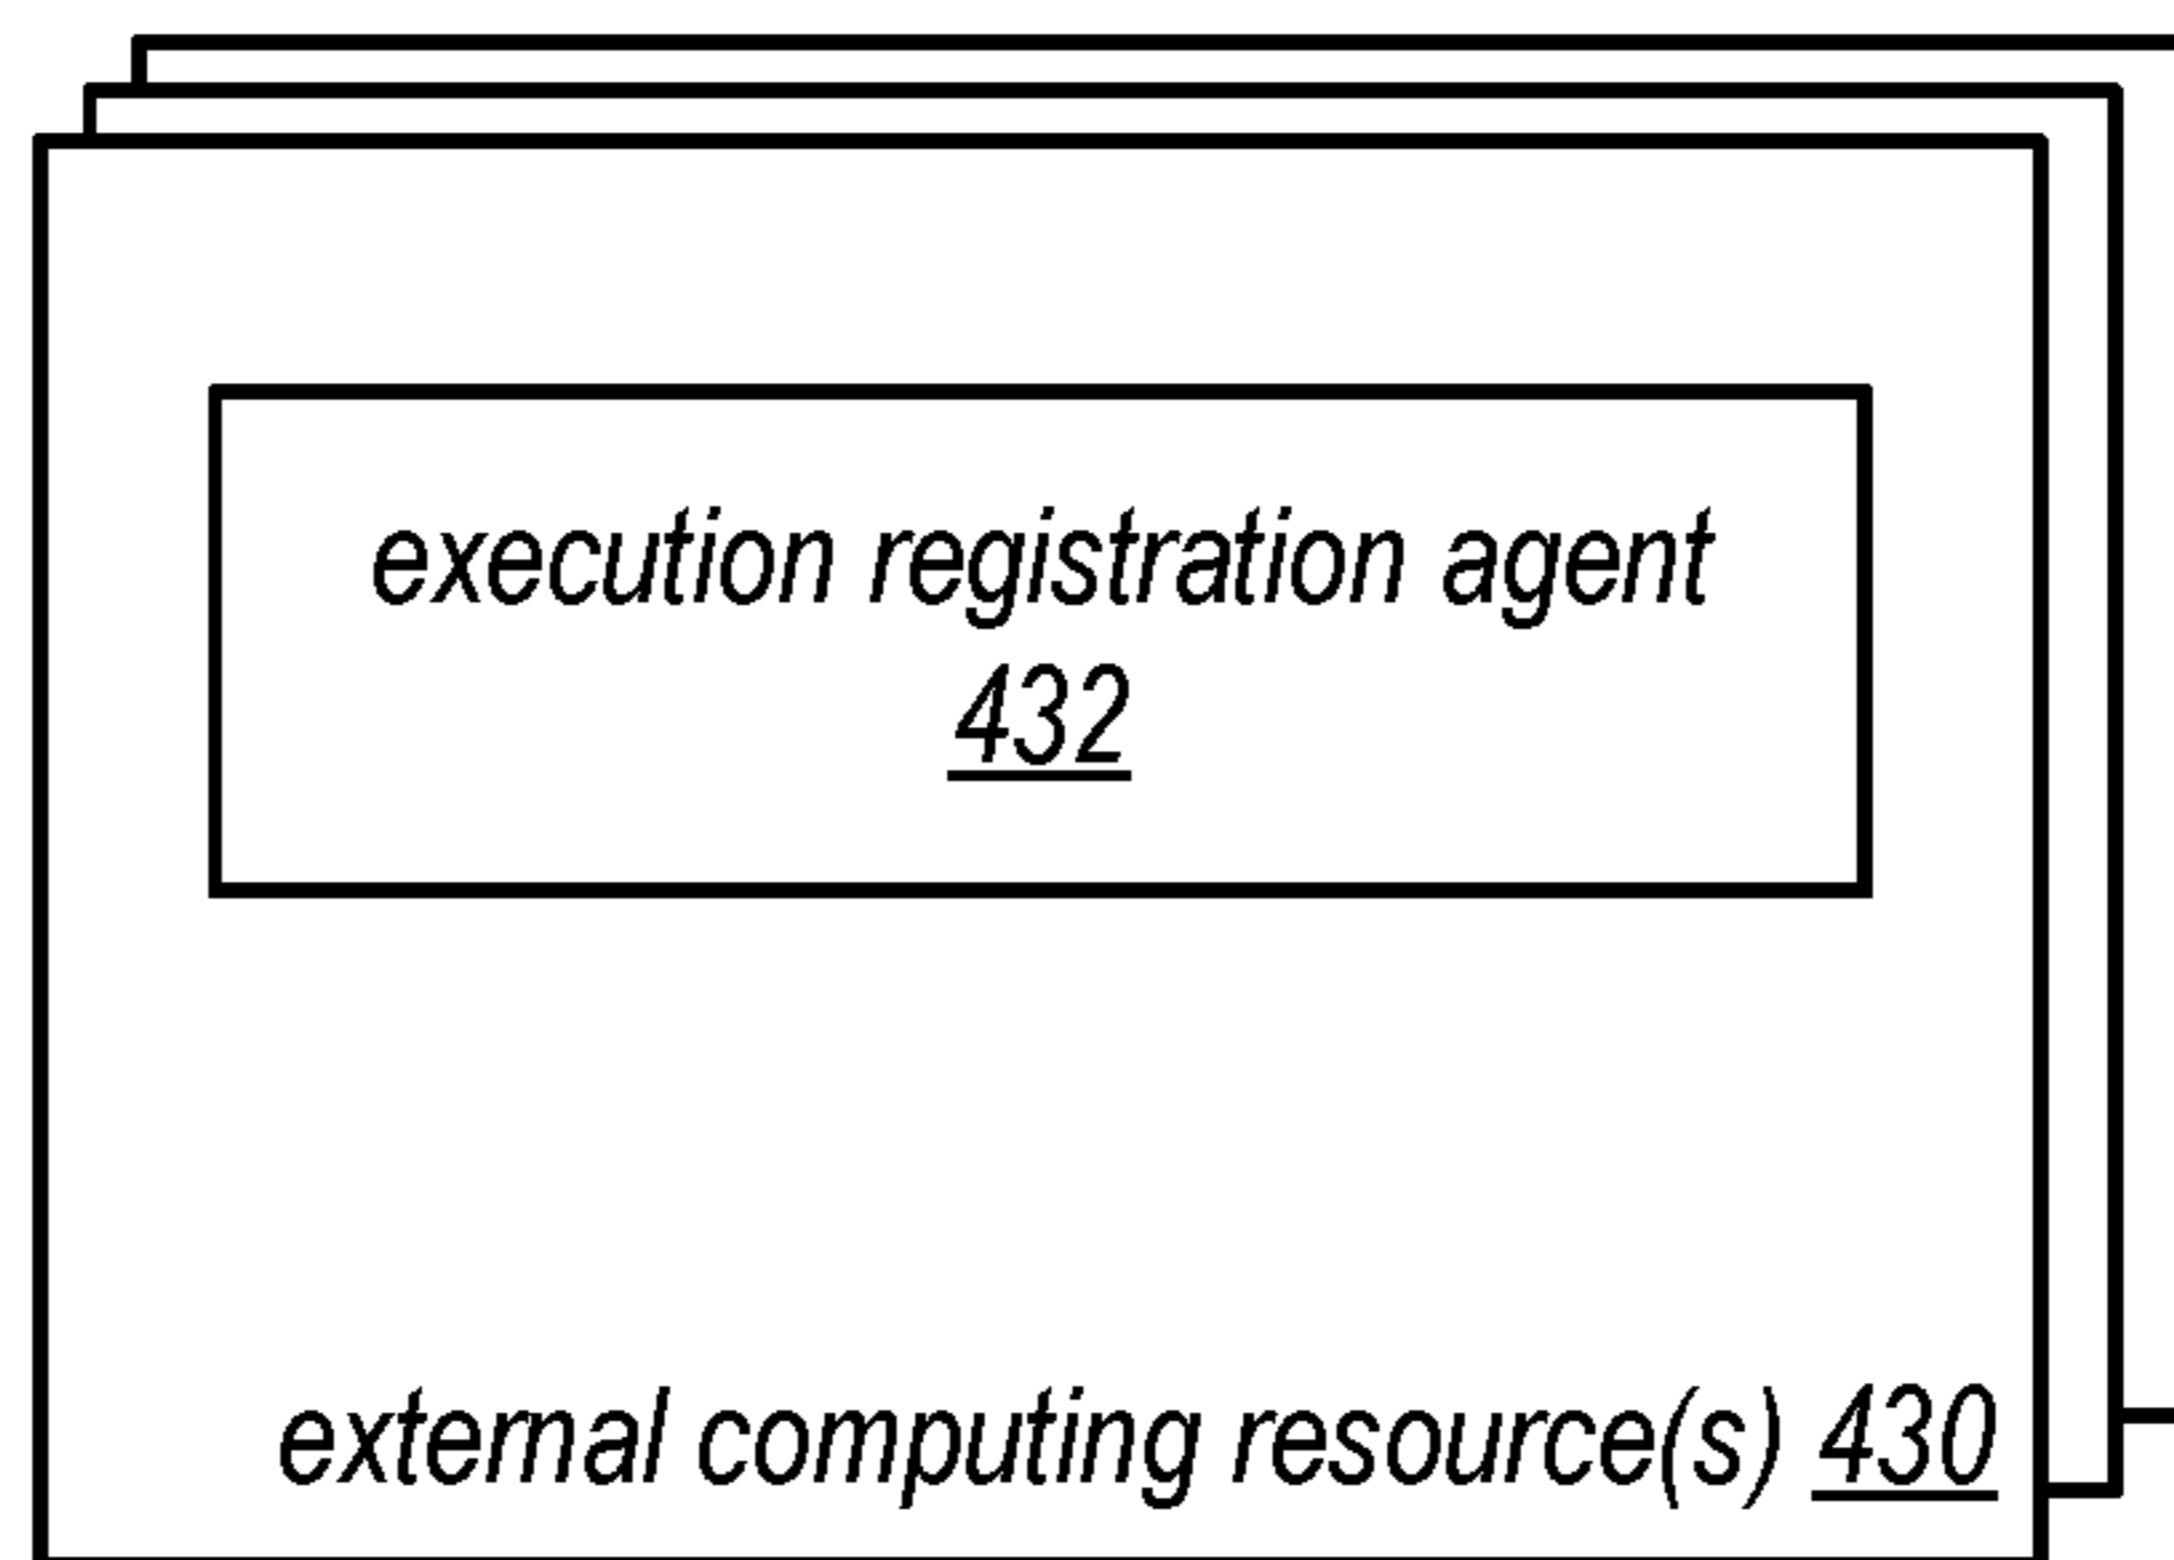 execution registration agent
432
external computing resource(s) 430